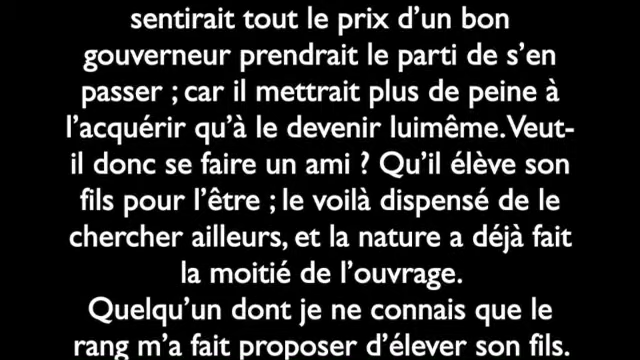 sentirait tout le prix d’un bon
gouverneur prendrait le parti de s’en
passer ; car il mettrait plus de peine à
l’acquérir qu’à le devenir luimême. Veut-
il donc se faire un ami ? Qu’il élève son
fils pour l’être ; le voilà dispensé de le
chercher ailleurs, et la nature a déjà fait
la moitié de l’ouvrage.
Quelqu’un dont je ne connais que le
rang m’a fait proposer d’élever son fils.